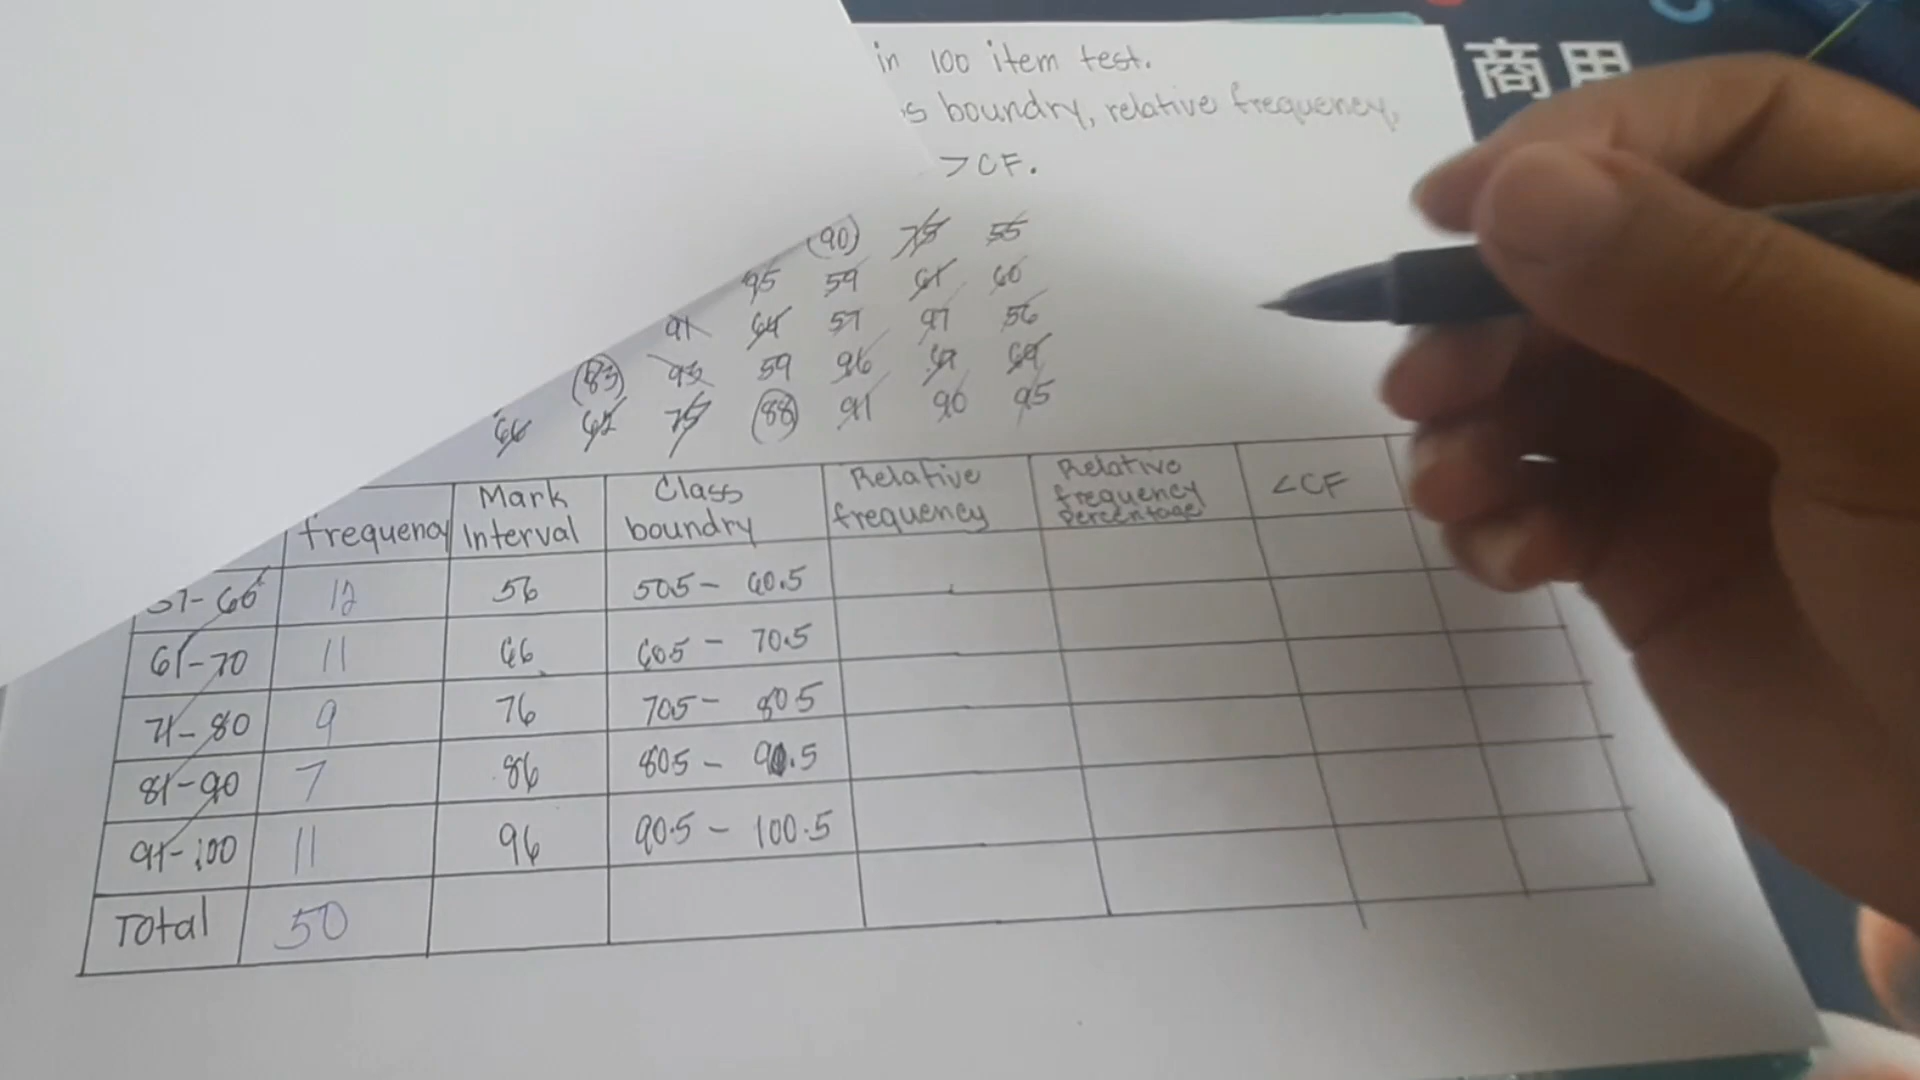 商用
in 100 item test.
s boundry, relative frequency,
>CF.
90 75 55
95 59 61 60
91 64 57 97 56
83 93 59 96 69
66 62 75 88 91 90 95
frequency Mark Interval Class boundry Relative frequency Relative frequency percentage <CF
51-60 12 56 50.5 - 60.5
61-70 11 66 60.5 - 70.5
71-80 9 76 70.5 - 80.5
81-90 7 86 80.5 - 90.5
91-100 11 96 90.5 - 100.5
Total 50